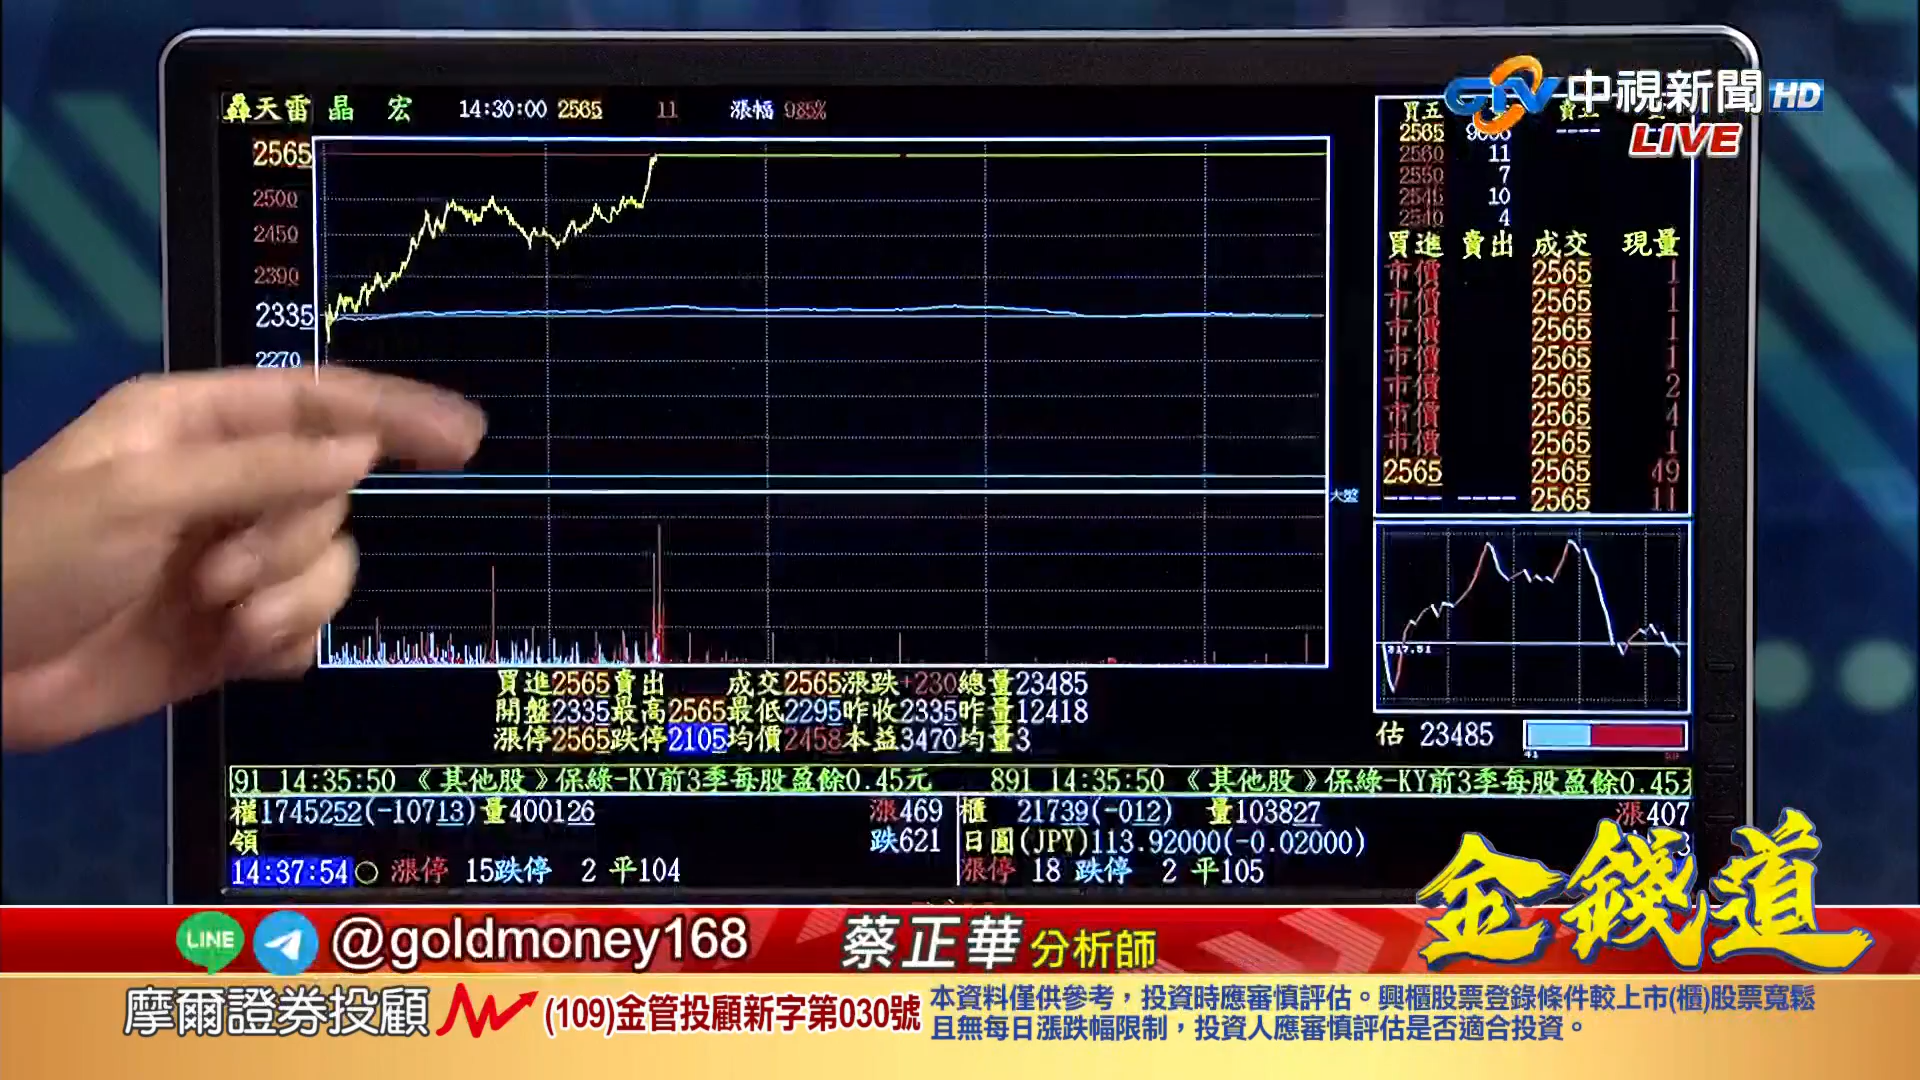 轟天雷 晶 宏 14:30:00 2565 11 漲幅 985%
中視新聞 HD
LIVE
2565
2500
2450
2390
2335
2270
買五
2565
2560 11
2550 7
2545 10
2540 4
買進 賣出 成交 現量
市價 2565 1
市價 2565 1
市價 2565 1
市價 2565 1
市價 2565 2
市價 2565 4
市價 2565 1
2565 2565 49
---- ---- 2565 11
大盤
217.51
估 23485
買進2565賣出 成交2565漲跌+230總量23485
開盤2335最高2565最低2295昨收2335昨量12418
漲停2565跌停2105均價2458本益3470均量3
91 14:35:50 《其他股》保綠-KY前3季每股盈餘0.45元 891 14:35:50 《其他股》保綠-KY前3季每股盈餘0.45
權1745252(-10713)量400126 漲469
領 跌621
14:37:54 漲停 15跌停 2 平104
櫃 21739(-012) 量103827 漲407
日圓(JPY)113.92000(-0.02000)
漲停 18 跌停 2 平105
金錢道
LINE @goldmoney168 蔡正華 分析師
摩爾證券投顧 (109)金管投顧新字第030號
本資料僅供參考，投資時應審慎評估。興櫃股票登錄條件較上市(櫃)股票寬鬆
且無每日漲跌幅限制，投資人應審慎評估是否適合投資。